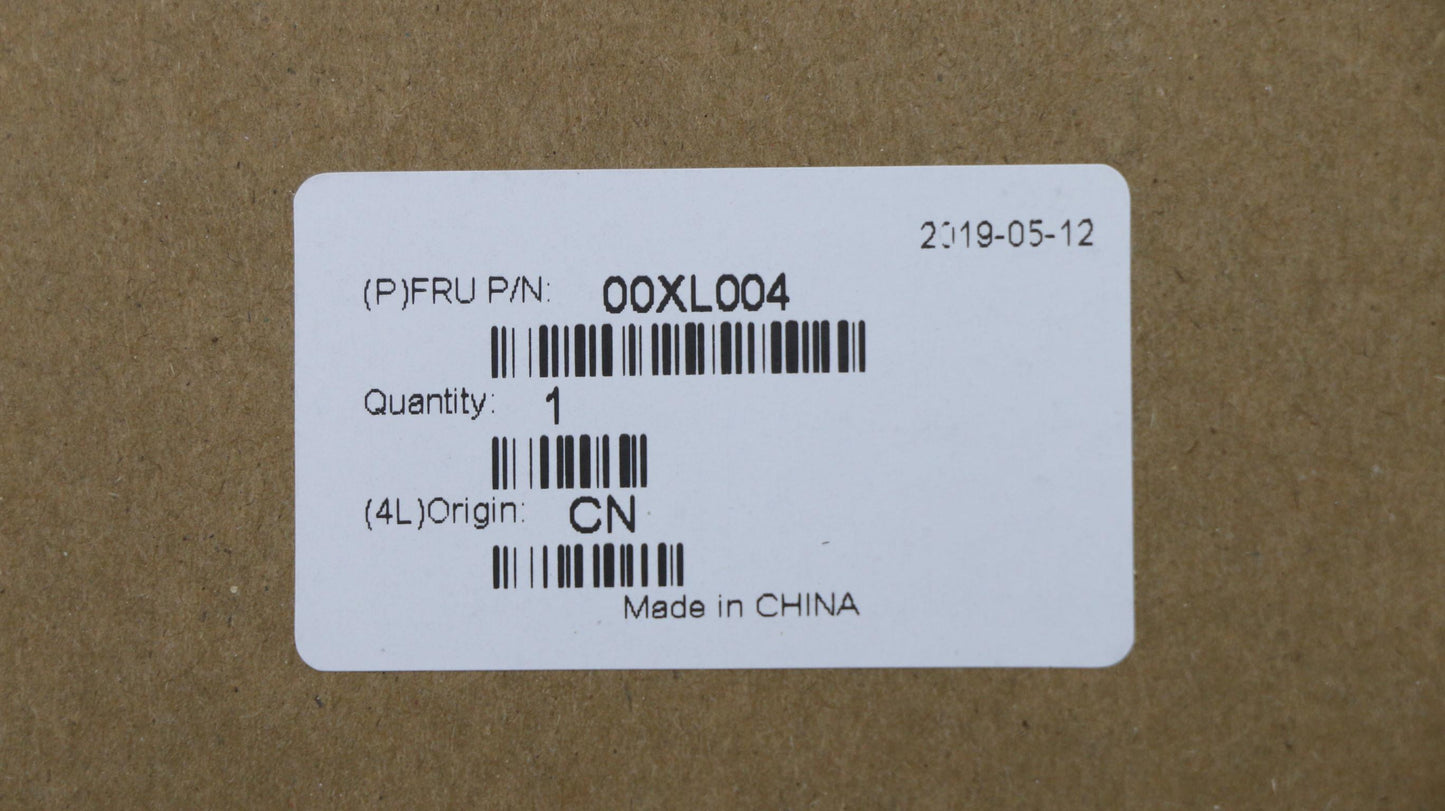 2019-05-12
(P)FRU P/N: 00XL004
Quantity: 1
(4L)Origin: CN
Made in CHINA